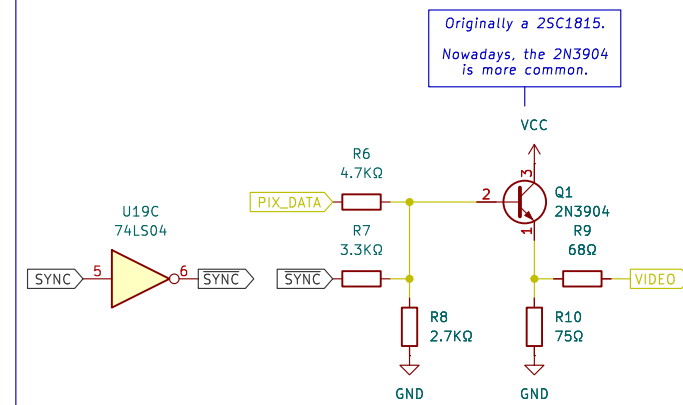 Originally a 2SC1815.
Nowadays, the 2N3904
is more common.
VCC
R6
4.7KΩ
3
PIX_DATA
2
Q1
2N3904
1
U19C
74LS04
R7
3.3KΩ
R9
68Ω
SYNC
5
6
SYNC
SYNC
VIDEO
R8
2.7KΩ
R10
75Ω
GND
GND